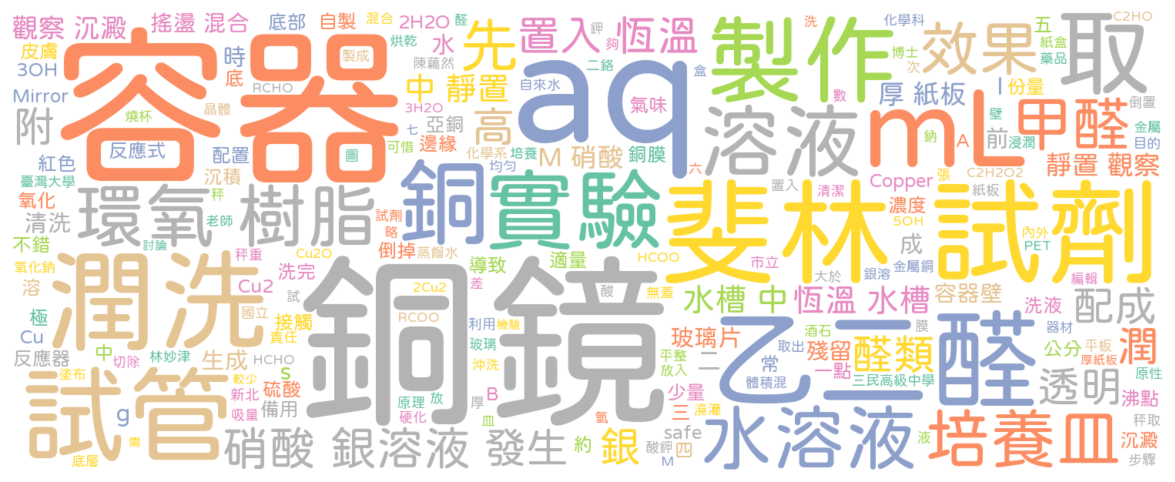 觀察 沉澱
搖盪 混合
底部
自製
混合
2H2O
醛
鉀
先
置入
恆溫
製作
化學科
C2HO
效果
取
五
紙盒
藥品
皮膚
3OH
烘乾
水
陳藹然
夠
二鉻
時
底
製成
RCHO
容器
中
靜置
aq
自來水
盒
博士
次
I
份量
厚
紙板
倒置
Mirror
附
晶體
燒杯
3H2O
七
亞銅
高
氣味
溶液
數
mL
甲醛
鈉
A
前
壁
浸潤
金屬
目的
反應式
圖
可惜
邊緣
化學系
培養
均勻
M
硝酸
銅膜
六
靜置 觀察
紅色
配置
沉積
臺灣大學
氧化
清洗
不錯
秤
老師
討論
環氧
樹脂
銅
實驗
試劑
略
倒掉
蒸餾水
置入
清潔
Copper
濃度
5OH
張
C2H2O2
紙板
斐林
試劑
內外
PET
成
HCOO
氧化鈉
溶
Cu2O
秤重
洗完
Cu2
國立
試
潤洗
導致
差
適量
酸
無蓋
市立
大於
銀溶
金屬銅
編輯
極
Cu
接觸
責任
2Cu2
RCOO
銅鏡
利用
檢驗
玻璃
水槽
中
恆溫
水槽
容器壁
洗液
配成
反應器
中
切除
林妙津
生成
HCHO
s
沖洗
平整
放入
玻璃片
二
乙二醛
酒石
常
取出
體積混
殘留
一點
膜
醛類
器材
平板
厚紙板
公分
潤
原性
塗布
g
新北
較少
吸量
硫酸
備用
原理
放
硬化
厚
B
皿
少量
三
澆灌
三民高級中學
透明
沸點
秤取
試管
齋
底層
硝酸
銀溶液
發生
約
氫
銀
酸鉀
M
safe
四
水溶液
液
培養皿
沉澱
步驟
洗